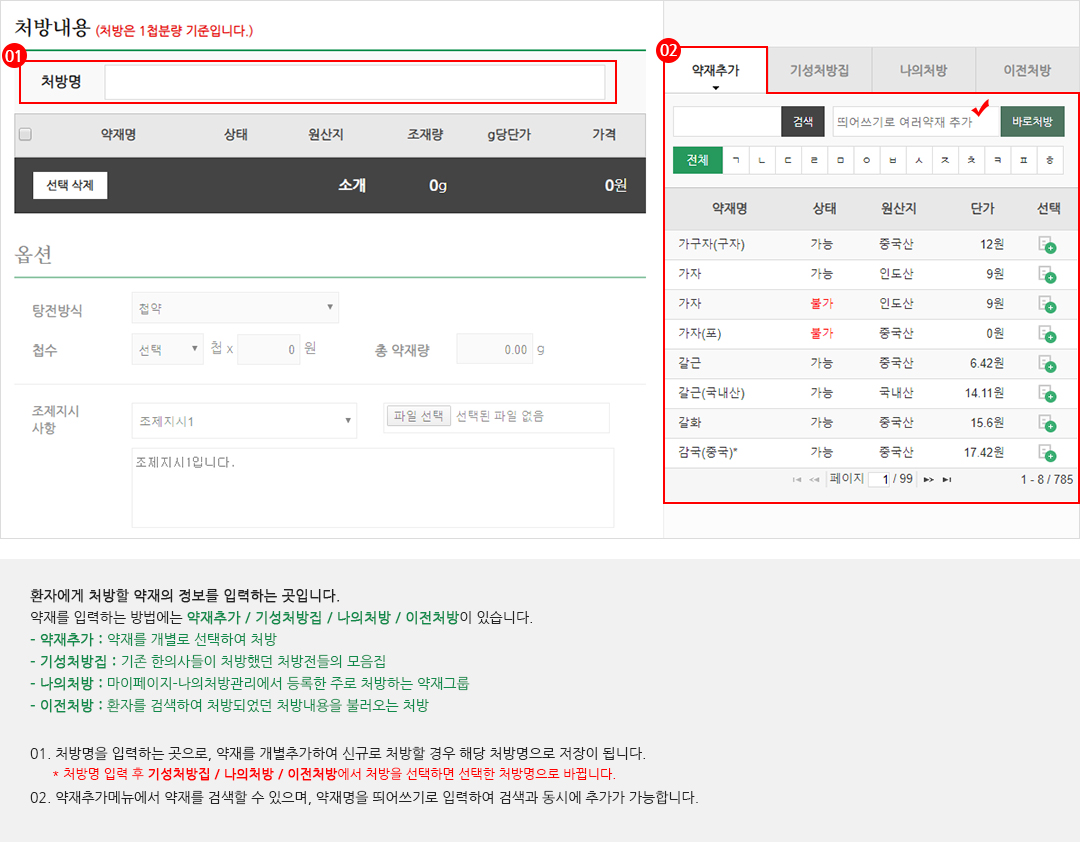 처방내용 (처방은 1첩분량 기준입니다.)
01
처방명
약재명 상태 원산지 조제량 g당단가 가격
선택 삭제 소개 0g 0원
옵션
탕전방식 첩약
첩수 선택 첩 x 0 원 총 약재량 0.00 g
조제지시
사항
조제지시1 파일 선택 선택된 파일 없음
조제지시1입니다.
02
약재추가 기성처방집 나의처방 이전처방
검색 띄어쓰기로 여러약재 추가 바로처방
전체 ㄱ ㄴ ㄷ ㄹ ㅁ ㅇ ㅂ ㅅ ㅈ ㅊ ㅋ ㅍ ㅎ
약재명 상태 원산지 단가 선택
가구자(구자) 가능 중국산 12원
가자 가능 인도산 9원
가자 불가 인도산 9원
가자(포) 불가 중국산 0원
갈근 가능 중국산 6.42원
갈근(국내산) 가능 국내산 14.11원
갈화 가능 중국산 15.6원
감국(중국)* 가능 중국산 17.42원
페이지 1 / 99 1 - 8 / 785
환자에게 처방할 약재의 정보를 입력하는 곳입니다.
약재를 입력하는 방법에는 약재추가 / 기성처방집 / 나의처방 / 이전처방이 있습니다.
- 약재추가 : 약재를 개별로 선택하여 처방
- 기성처방집 : 기존 한의사들이 처방했던 처방전들의 모음집
- 나의처방 : 마이페이지-나의처방관리에서 등록한 주로 처방하는 약재그룹
- 이전처방 : 환자를 검색하여 처방되었던 처방내용을 불러오는 처방
01. 처방명을 입력하는 곳으로, 약재를 개별추가하여 신규로 처방할 경우 해당 처방명으로 저장이 됩니다.
* 처방명 입력 후 기성처방집 / 나의처방 / 이전처방에서 처방을 선택하면 선택한 처방명으로 바뀝니다.
02. 약재추가메뉴에서 약재를 검색할 수 있으며, 약재명을 띄어쓰기로 입력하여 검색과 동시에 추가가 가능합니다.